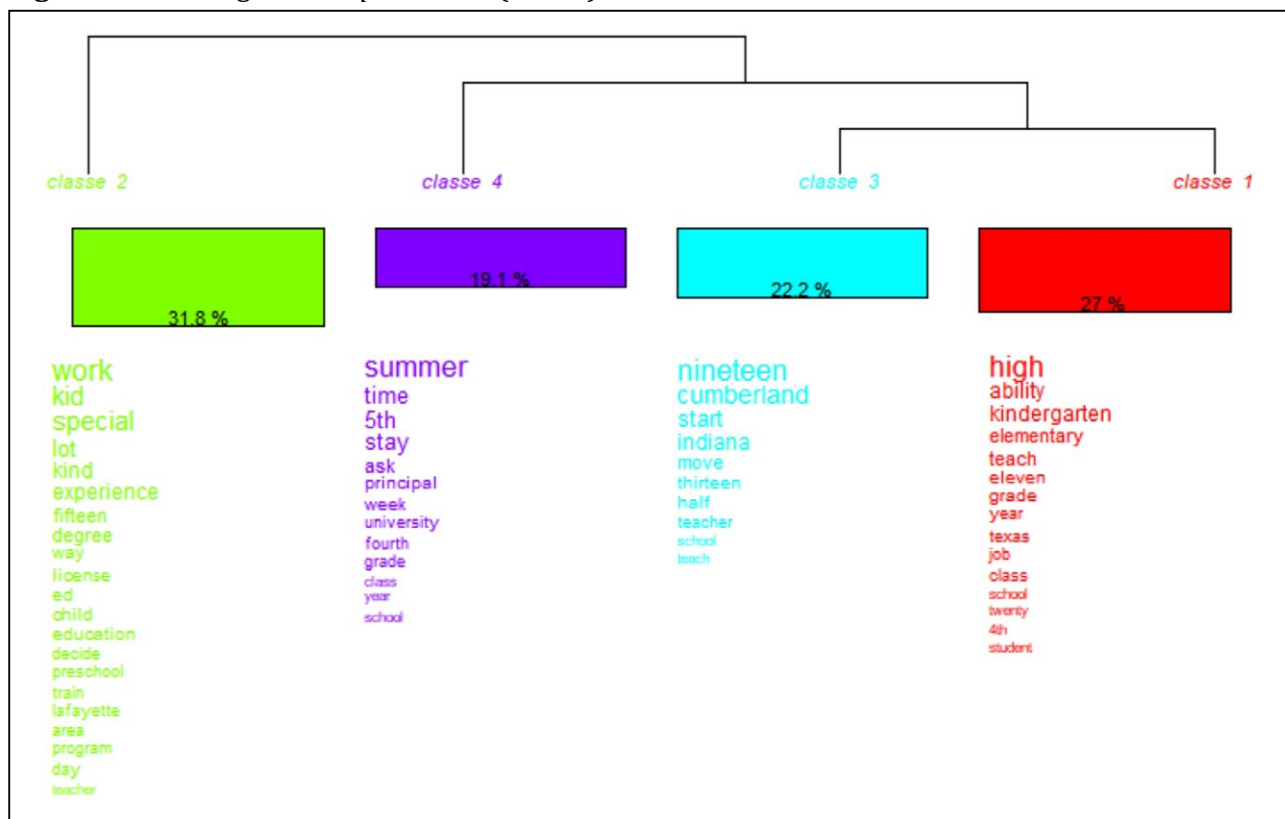 classe 2
classe 4
classe 3
classe 1
31.8 %
19.1 %
22.2 %
27 %
work
kid
special
lot
kind
experience
fifteen
degree
way
license
ed
child
education
decide
preschool
train
lafayette
area
program
day
teacher
summer
time
5th
stay
ask
principal
week
university
fourth
grade
class
year
school
nineteen
cumberland
start
indiana
move
thirteen
half
teacher
school
teach
high
ability
kindergarten
elementary
teach
eleven
grade
year
texas
job
class
school
twenty
4th
student